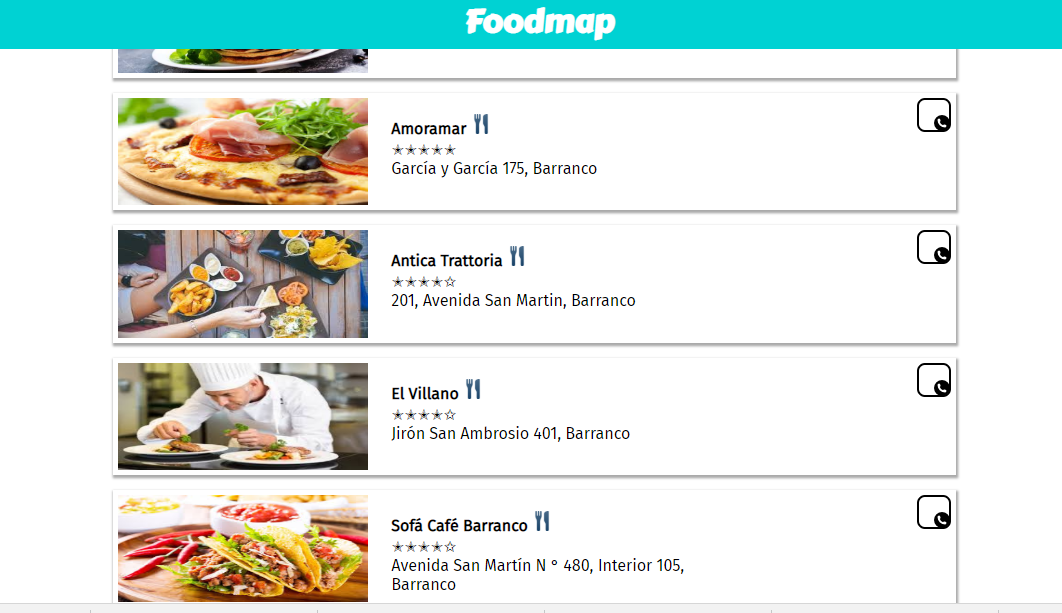 Foodmap
Amoramar
★★★★★
García y García 175, Barranco
Antica Trattoria
★★★★☆
201, Avenida San Martin, Barranco
El Villano
★★★★☆
Jirón San Ambrosio 401, Barranco
Sofá Café Barranco
★★★★☆
Avenida San Martín N ° 480, Interior 105,
Barranco